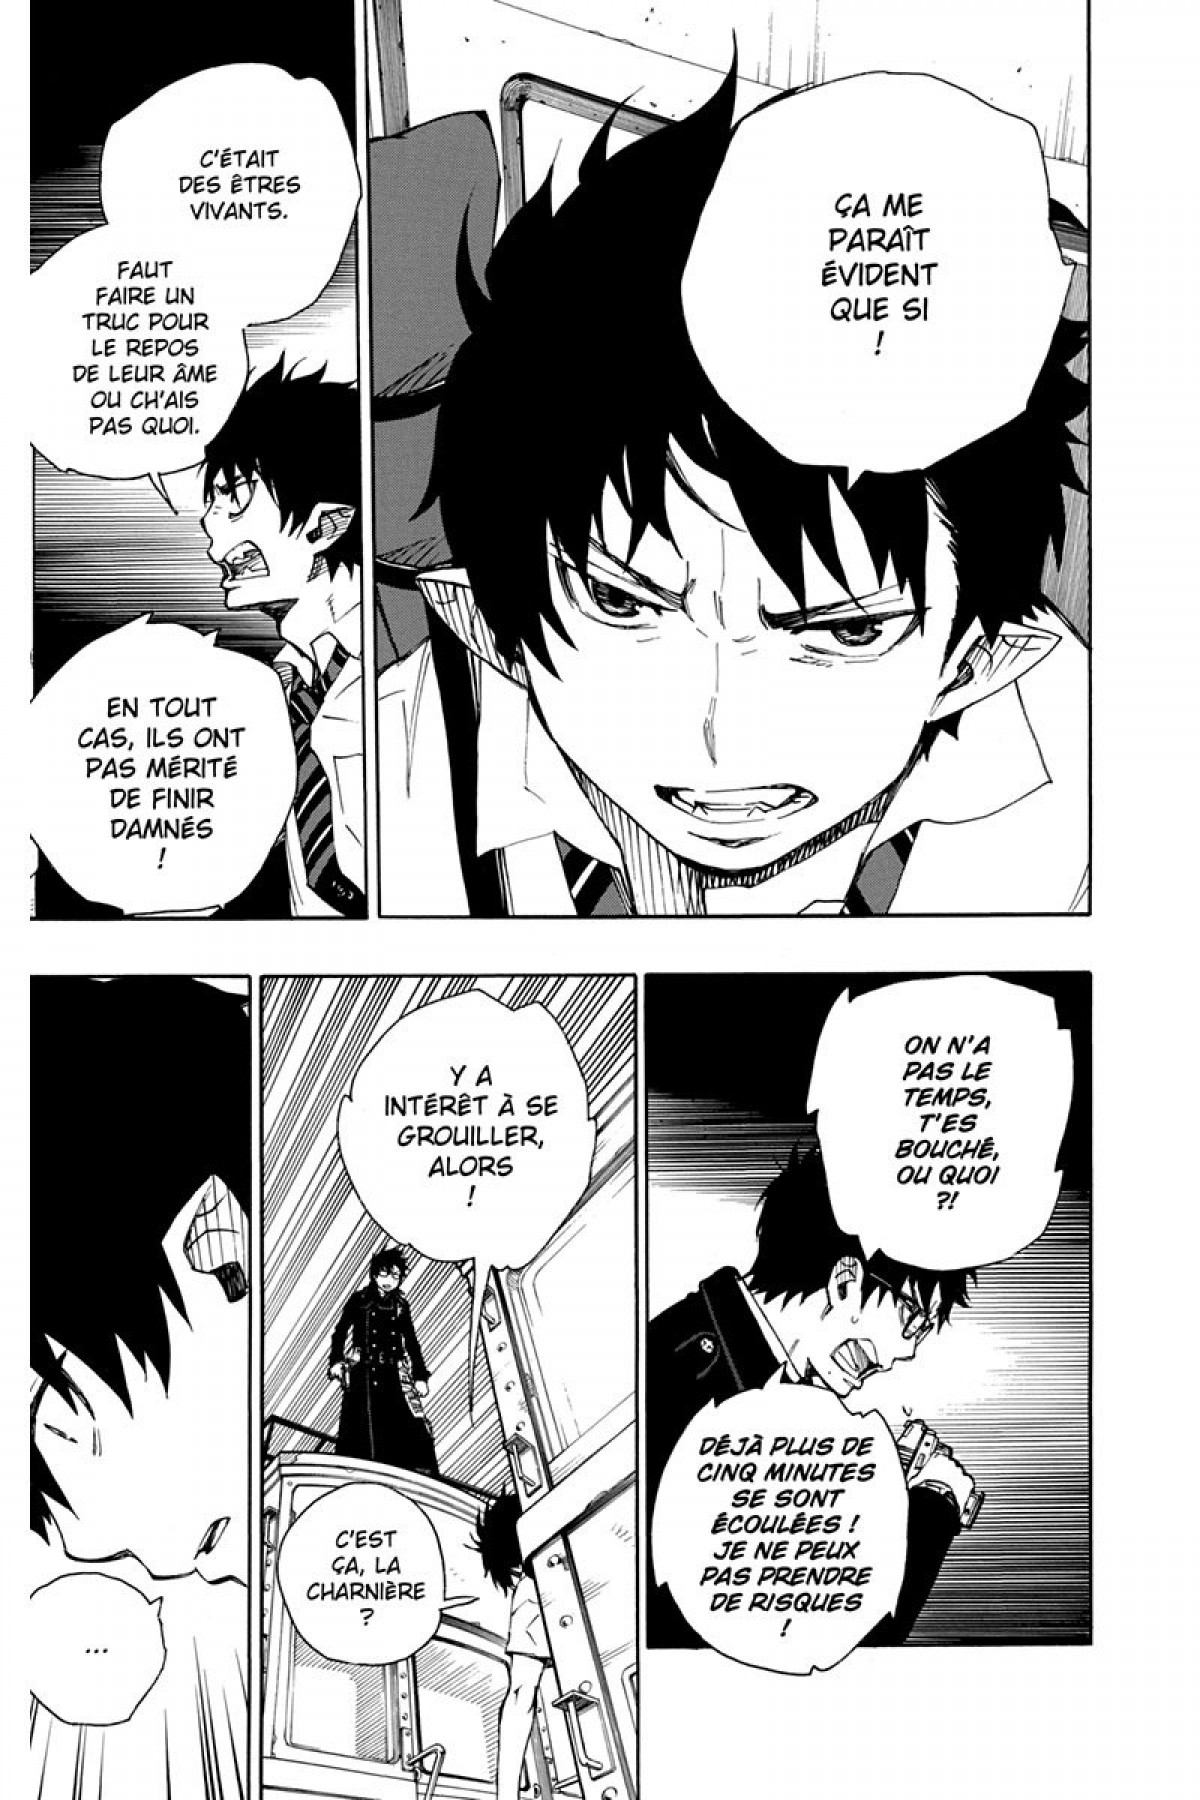 ÇA ME
PARAÎT
ÉVIDENT
QUE SI
!
C'ÉTAIT
DES ÊTRES
VIVANTS.
FAUT
FAIRE UN
TRUC POUR
LE REPOS
DE LEUR ÂME
OU CH'AIS
PAS QUOI.
EN TOUT
CAS, ILS ONT
PAS MÉRITÉ
DE FINIR
DAMNÉS
!
ON N'A
PAS LE
TEMPS,
T'ES
BOUCHÉ,
OU QUOI
?!
DÉJÀ PLUS DE
CINQ MINUTES
SE SONT
ÉCOULÉES !
JE NE PEUX
PAS PRENDRE
DE RISQUES
!
Y A
INTÉRÊT À SE
GROUILLER,
ALORS
!
C'EST
ÇA, LA
CHARNIÈRE
?
...